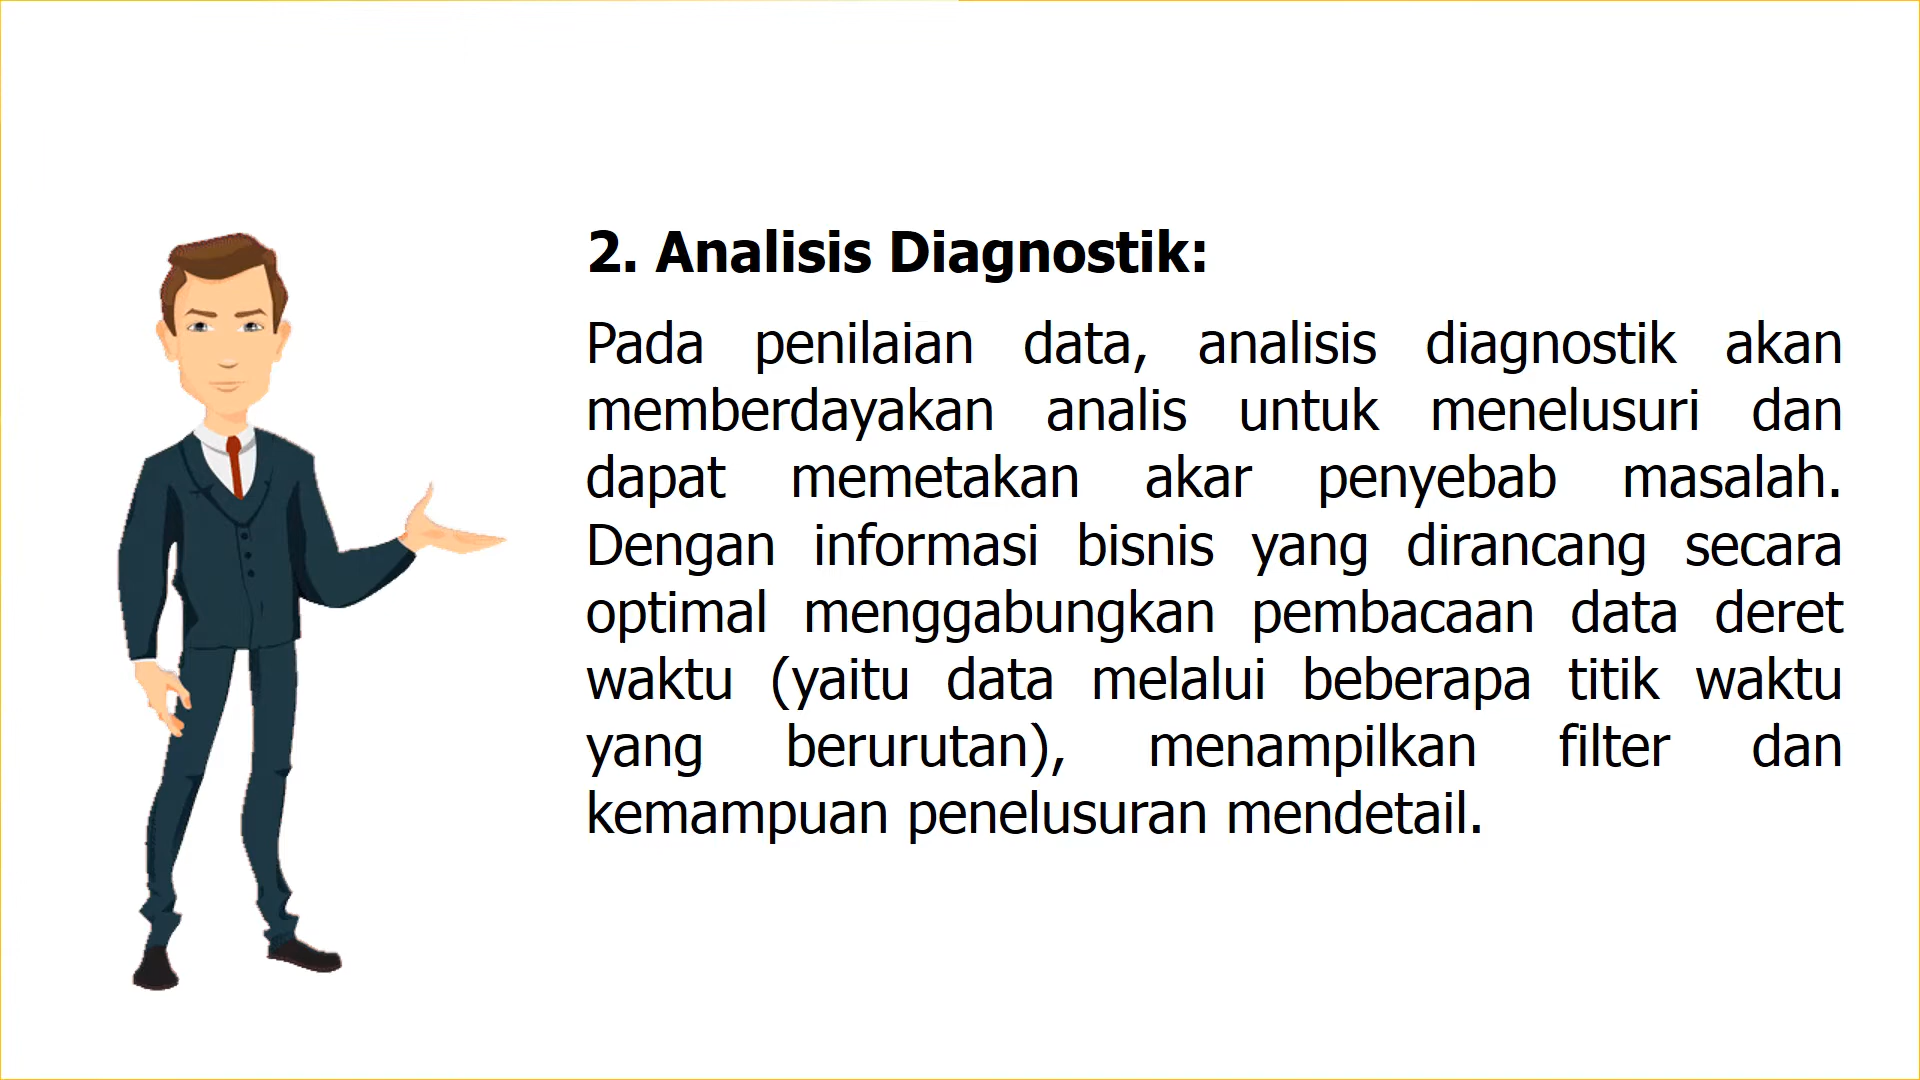 2. Analisis Diagnostik:
Pada penilaian data, analisis diagnostik akan
memberdayakan analis untuk menelusuri dan
dapat memetakan akar penyebab masalah.
Dengan informasi bisnis yang dirancang secara
optimal menggabungkan pembacaan data deret
waktu (yaitu data melalui beberapa titik waktu
yang berurutan), menampilkan filter dan
kemampuan penelusuran mendetail.